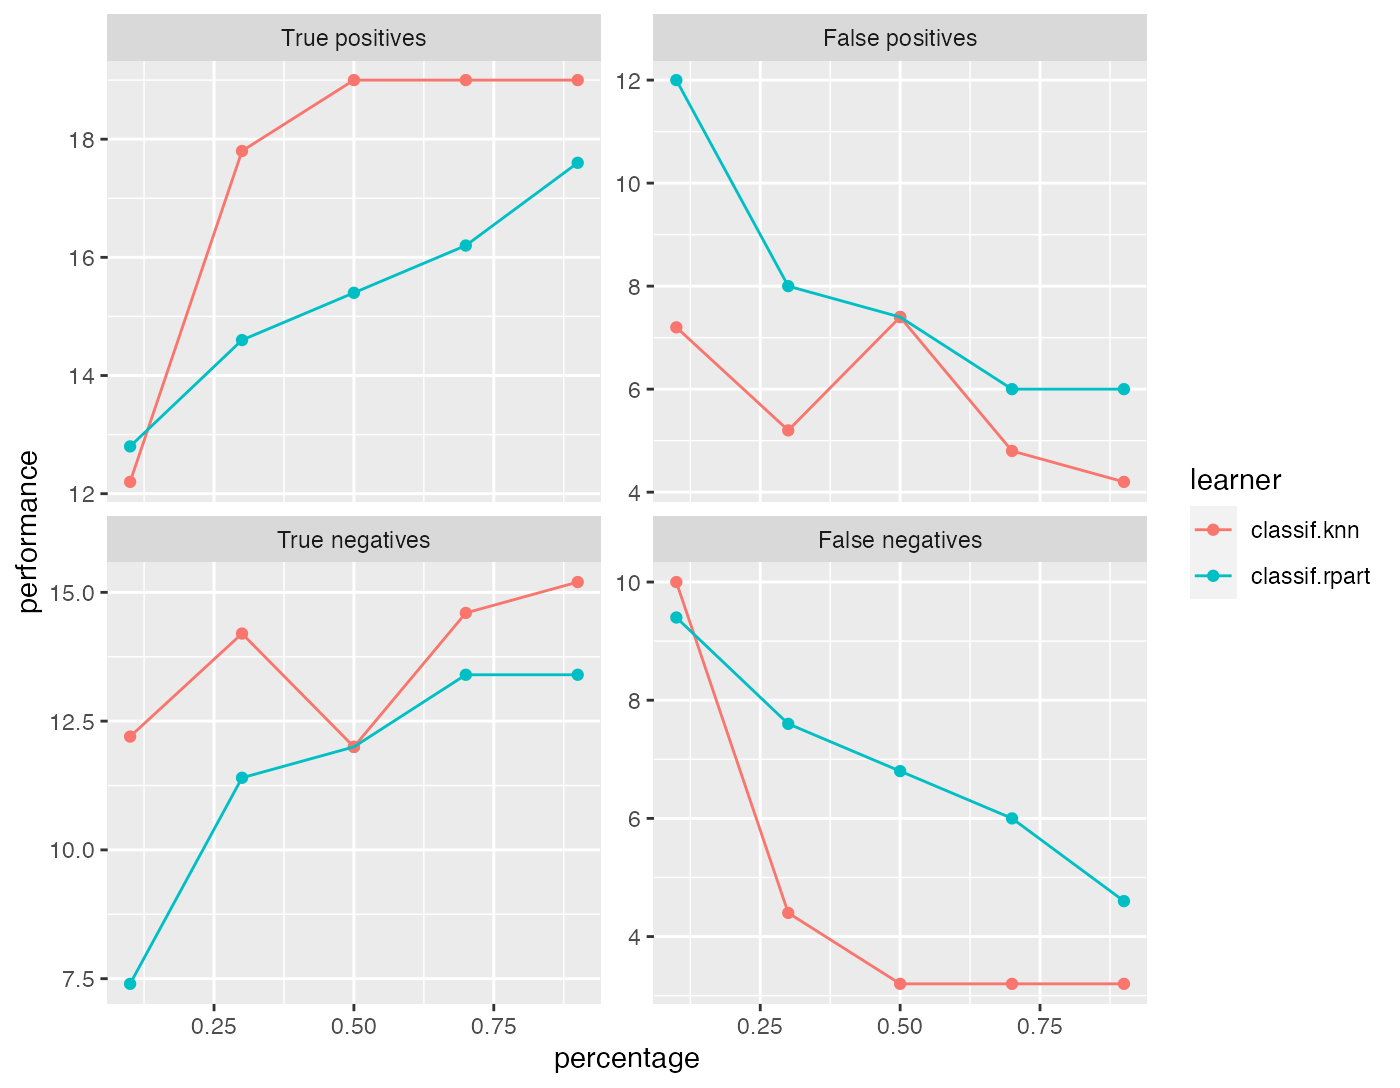 True positives
False positives
18
16
14
12
12
10
8
6
4
True negatives
False negatives
15.0
12.5
10.0
7.5
10
8
6
4
0.25
0.50
0.75
0.25
0.50
0.75
percentage
performance
learner
classif.knn
classif.rpart